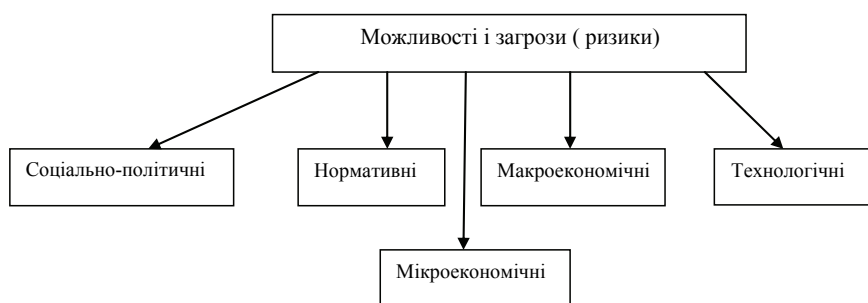 Можливості і загрози ( ризики)
Соціально-політичні
Нормативні
Макроекономічні
Технологічні
Мікроекономічні